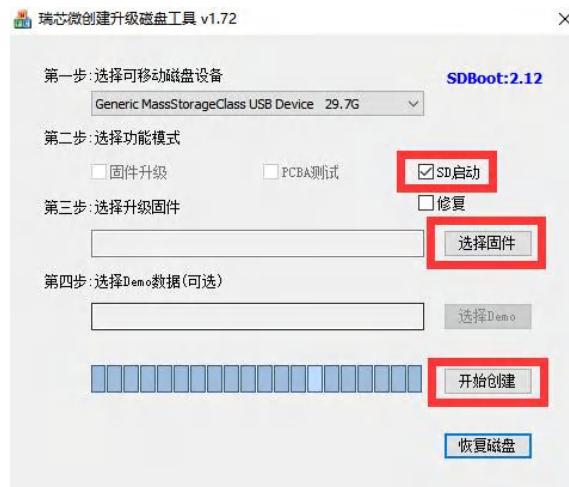 瑞芯微创建升级磁盘工具 v1.72
第一步:选择可移动磁盘设备
SDBoot:2.12
Generic MassStorageClass USB Device 29.7G
第二步:选择功能模式
固件升级 PCBA测试 SD启动
第三步:选择升级固件 修复
选择固件
第四步:选择Demo数据(可选)
选择Demo
开始创建
恢复磁盘